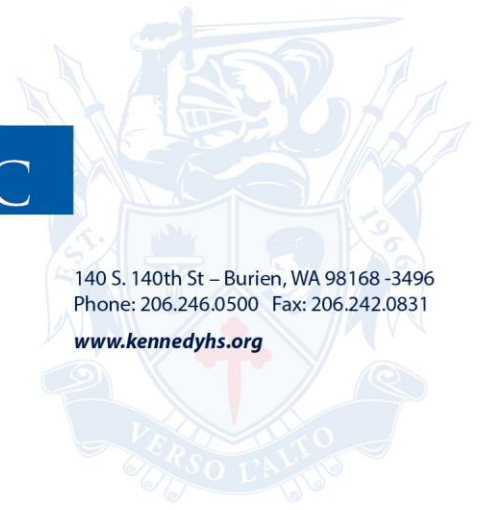 C
EST. 1966
140 S. 140th St – Burien, WA 98168 -3496
Phone: 206.246.0500 Fax: 206.242.0831
www.kennedyhs.org
VERSO L'ALTO